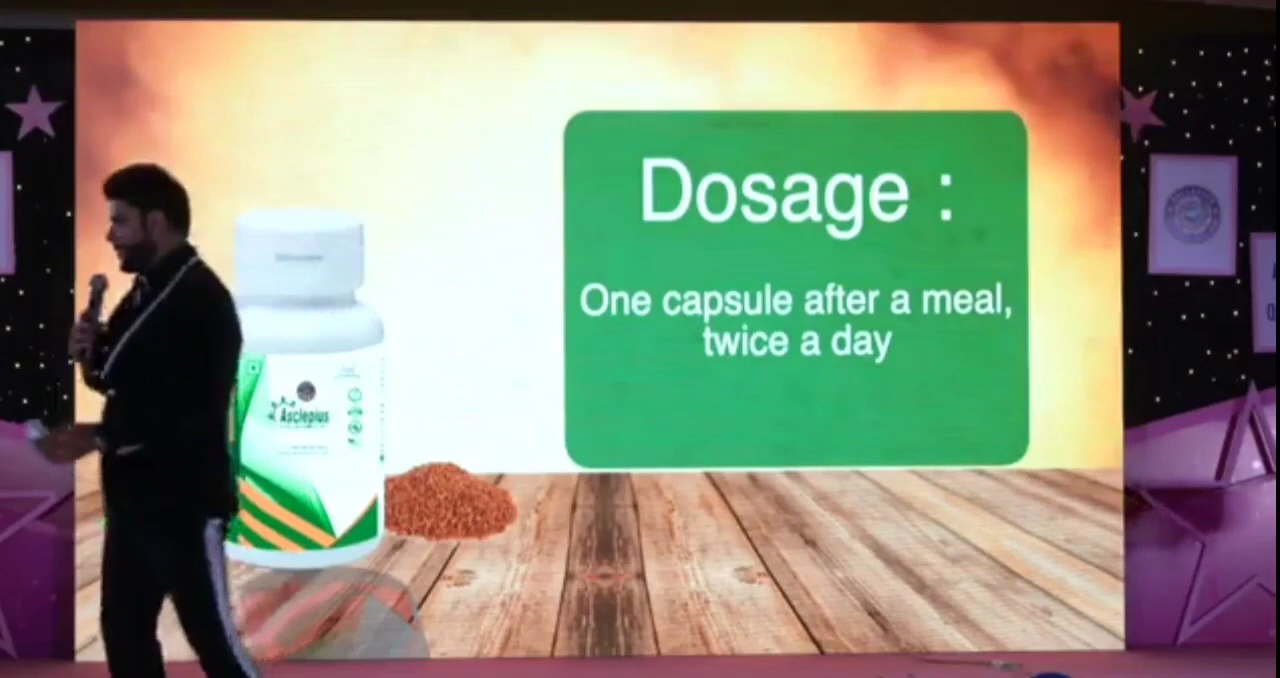 Dosage :
One capsule after a meal,
twice a day
Asclepius